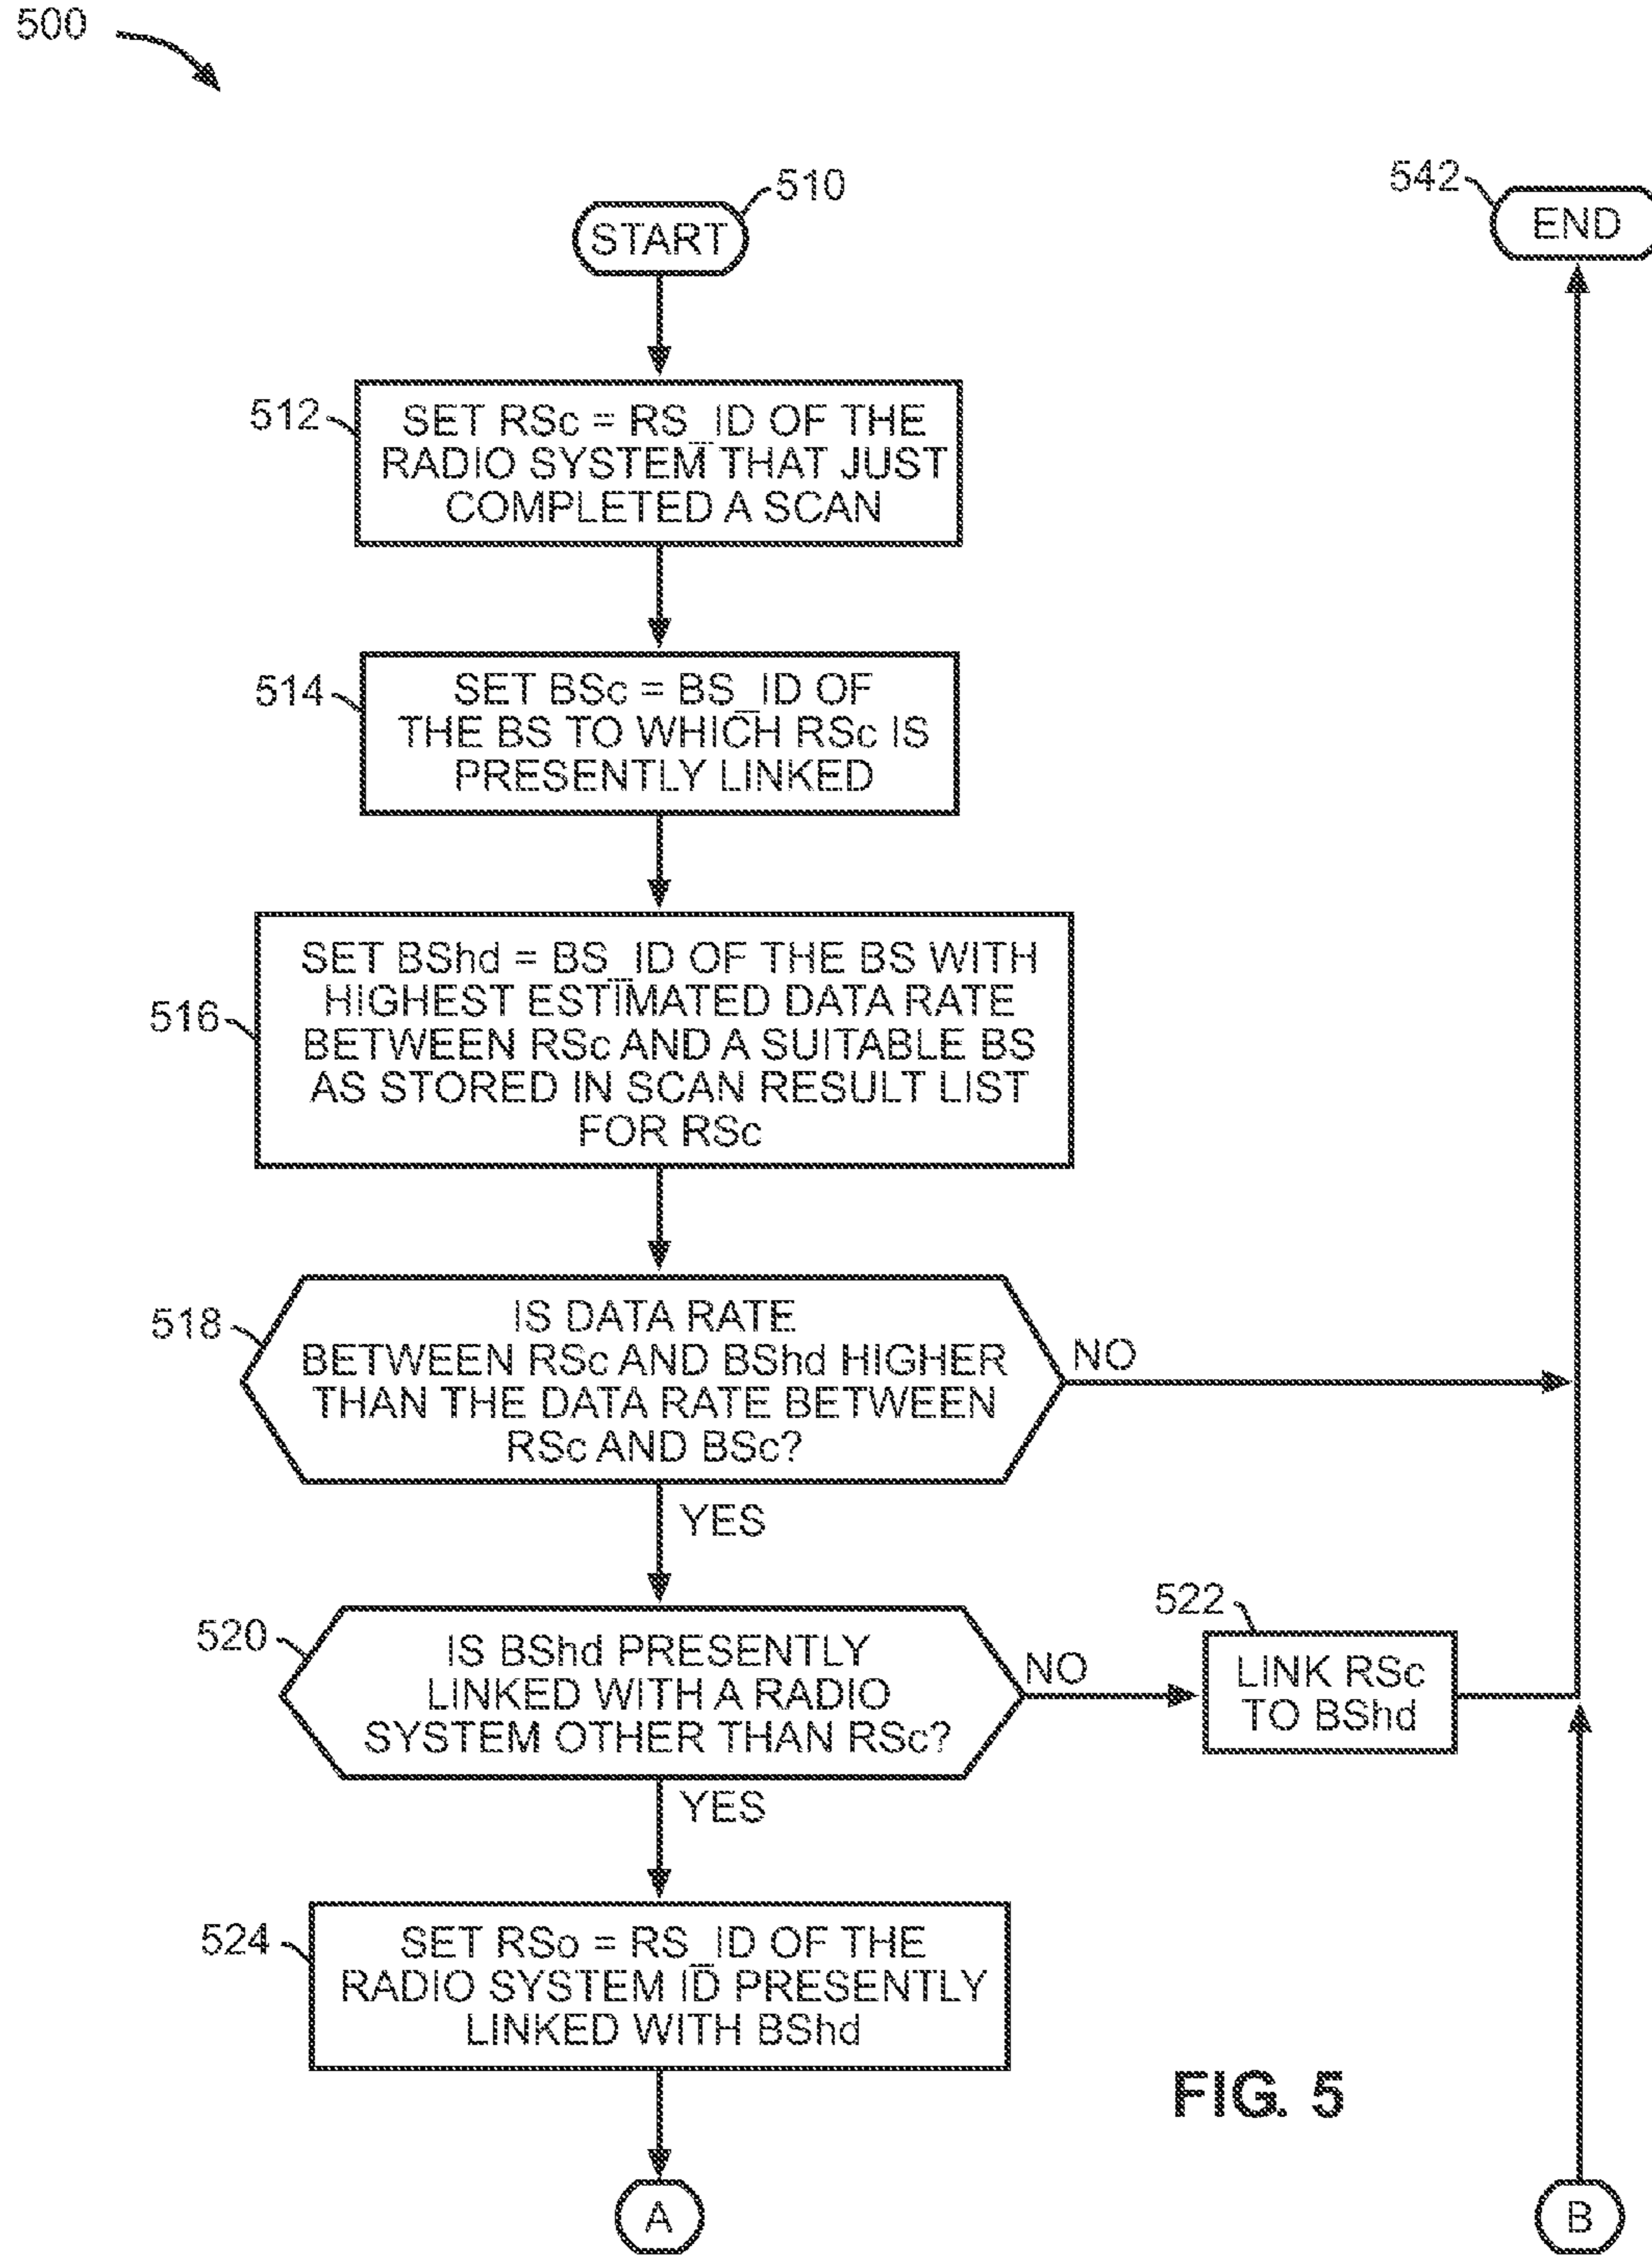 500
510
START
542
END
512
SET RSc = RS_ID OF THE
RADIO SYSTEM THAT JUST
COMPLETED A SCAN
514
SET BSc = BS_ID OF
THE BS TO WHICH RSc IS
PRESENTLY LINKED
516
SET BShd = BS_ID OF THE BS WITH
HIGHEST ESTIMATED DATA RATE
BETWEEN RSc AND A SUITABLE BS
AS STORED IN SCAN RESULT LIST
FOR RSc
518
IS DATA RATE
BETWEEN RSc AND BShd HIGHER
THAN THE DATA RATE BETWEEN
RSc AND BSc?
NO
YES
520
IS BShd PRESENTLY
LINKED WITH A RADIO
SYSTEM OTHER THAN RSc?
NO
522
LINK RSc
TO BShd
YES
524
SET RSo = RS_ID OF THE
RADIO SYSTEM ID PRESENTLY
LINKED WITH BShd
FIG. 5
A
B